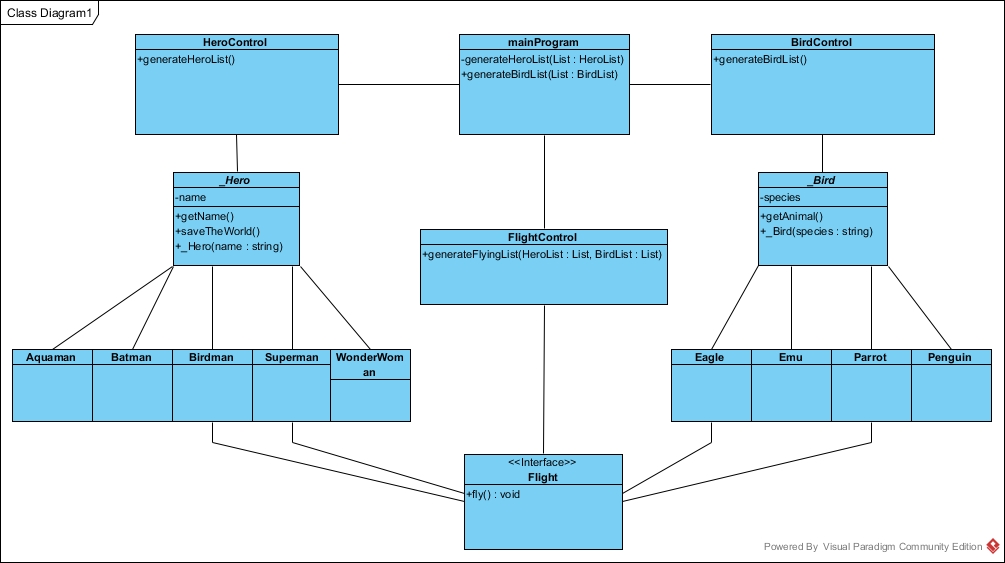 Class Diagram1
HeroControl
+generateHeroList()
mainProgram
-generateHeroList(List : HeroList)
+generateBirdList(List : BirdList)
BirdControl
+generateBirdList()
_Hero
-name
+getName()
+saveTheWorld()
+_Hero(name : string)
_Bird
-species
+getAnimal()
+_Bird(species : string)
FlightControl
+generateFlyingList(HeroList : List, BirdList : List)
Aquaman
Batman
Birdman
Superman
WonderWom
an
Eagle
Emu
Parrot
Penguin
<<Interface>>
Flight
+fly() : void
Powered By Visual Paradigm Community Edition